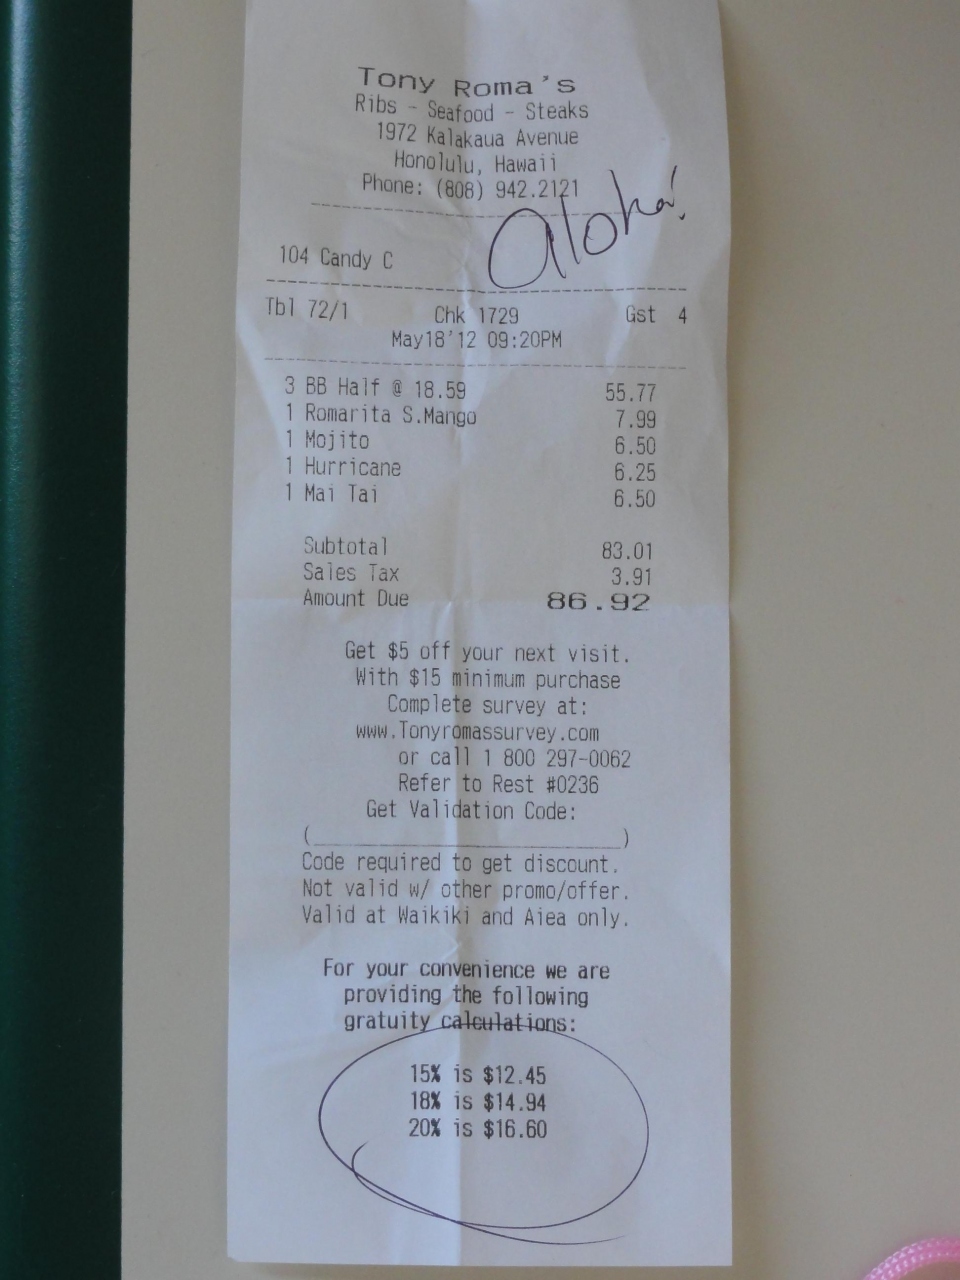 Tony Roma's
Ribs - Seafood - Steaks
1972 Kalakaua Avenue
Honolulu, Hawaii
Phone: (808) 942.2121
Aloha!
104 Candy C
Tbl 72/1 Chk 1729 Gst 4
May18'12 09:20PM
3 BB Half @ 18.59 55.77
1 Romarita S.Mango 7.99
1 Mojito 6.50
1 Hurricane 6.25
1 Mai Tai 6.50
Subtotal 83.01
Sales Tax 3.91
Amount Due 86.92
Get $5 off your next visit.
With $15 minimum purchase
Complete survey at:
www.Tonyromassurvey.com
or call 1 800 297-0062
Refer to Rest #0236
Get Validation Code:
(____________________)
Code required to get discount.
Not valid w/ other promo/offer.
Valid at Waikiki and Aiea only.
For your convenience we are
providing the following
gratuity calculations:
15% is $12.45
18% is $14.94
20% is $16.60